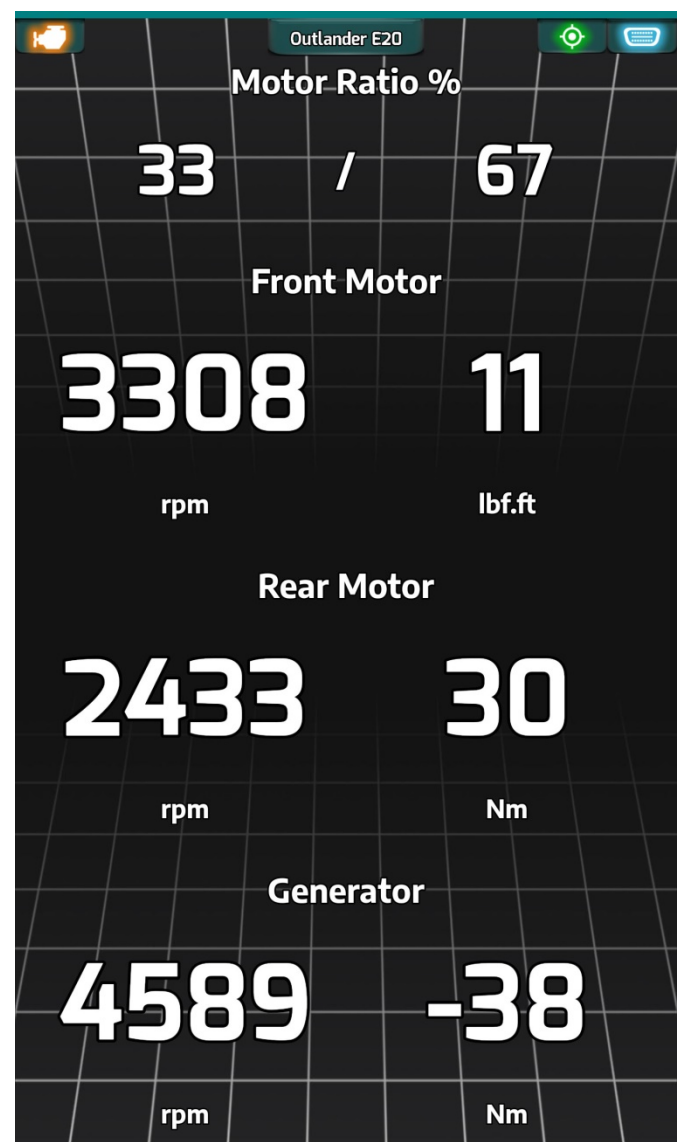 Outlander E20
Motor Ratio %
33 / 67
Front Motor
3308 11
rpm lbf.ft
Rear Motor
2433 30
rpm Nm
Generator
4589 -38
rpm Nm